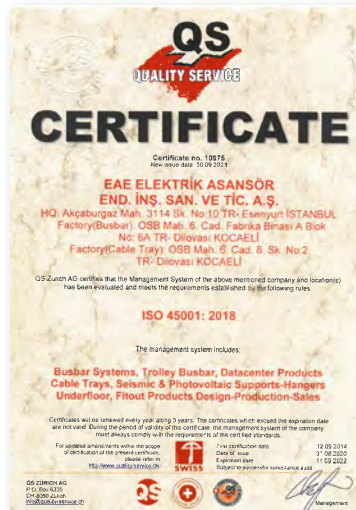 QS
QUALITY SERVICE
CERTIFICATE
Certificate no. 10975
New issue date 30.09.2021
EAE ELEKTRİK ASANSÖR
END. İNŞ. SAN. VE TİC. A.Ş.
HQ: Akçaburgaz Mah. 3114 Sk. No:10 TR- Esenyurt İSTANBUL
Factory(Busbar): OSB Mah. 6. Cad. Fabrika Binası A Blok
No: 6A TR- Dilovası KOCAELİ
Factory(Cable Tray): OSB Mah. 6. Cad. 8. Sk. No:2
TR- Dilovası KOCAELİ
QS Zurich AG certifies that the Management System of the above mentioned company and location(s)
has been evaluated and meets the requirements established by the following rules
ISO 45001: 2018
The management system includes:
Busbar Systems, Trolley Busbar, Datacenter Products
Cable Trays, Seismic & Photovoltaic Supports-Hangers
Underfloor, Fitout Products Design-Production-Sales
Certificates will be renewed every year along 3 years. The certificates which exceed the expiration date
are not valid. During the period of validity of this certificate, the management system of the company
must always comply with the requirements of the certified standards.
For updated amendments within the scope
of certification of the present certificate,
please refer to
http://www.quality-service.ch
SWISS
First certification date 12.05.2014
Date of issue 31.08.2020
Expiration date 11.09.2022
Subject to successful surveillance audit
QS ZÜRICH AG
P.O. Box 6335
CH-8050 Zurich
info@quality-service.ch
QS
QS
Management